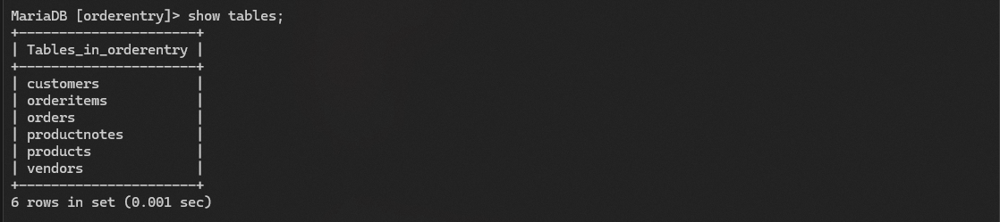 MariaDB [orderentry]> show tables;
+----------------------+
| Tables_in_orderentry |
+----------------------+
| customers            |
| orderitems           |
| orders               |
| productnotes         |
| products             |
| vendors              |
+----------------------+
6 rows in set (0.001 sec)